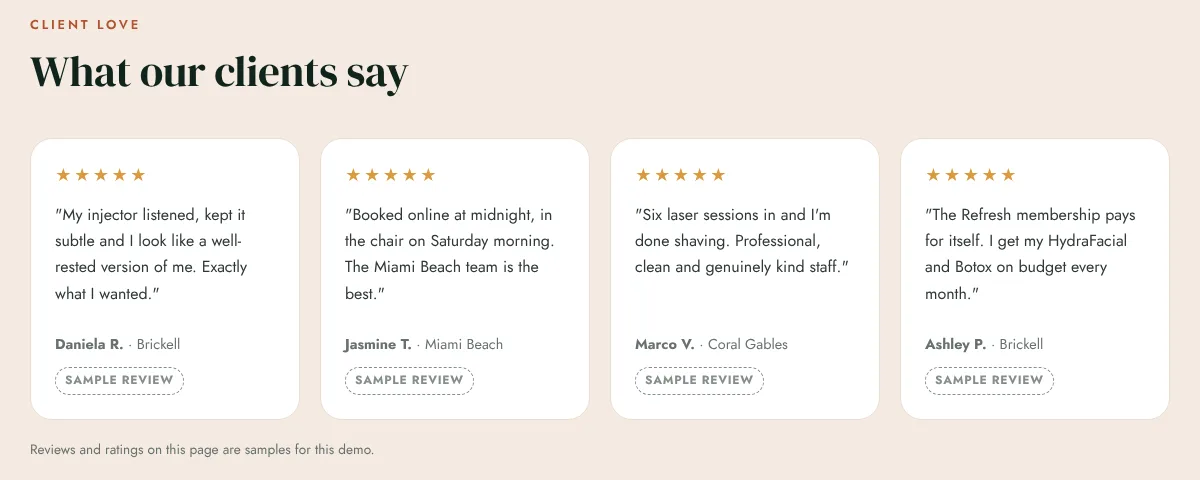 CLIENT LOVE
What our clients say
★★★★★
"My injector listened, kept it
subtle and I look like a well-
rested version of me. Exactly
what I wanted."
Daniela R. · Brickell
SAMPLE REVIEW
★★★★★
"Booked online at midnight, in
the chair on Saturday morning.
The Miami Beach team is the
best."
Jasmine T. · Miami Beach
SAMPLE REVIEW
★★★★★
"Six laser sessions in and I'm
done shaving. Professional,
clean and genuinely kind staff."
Marco V. · Coral Gables
SAMPLE REVIEW
★★★★★
"The Refresh membership pays
for itself. I get my HydraFacial
and Botox on budget every
month."
Ashley P. · Brickell
SAMPLE REVIEW
Reviews and ratings on this page are samples for this demo.